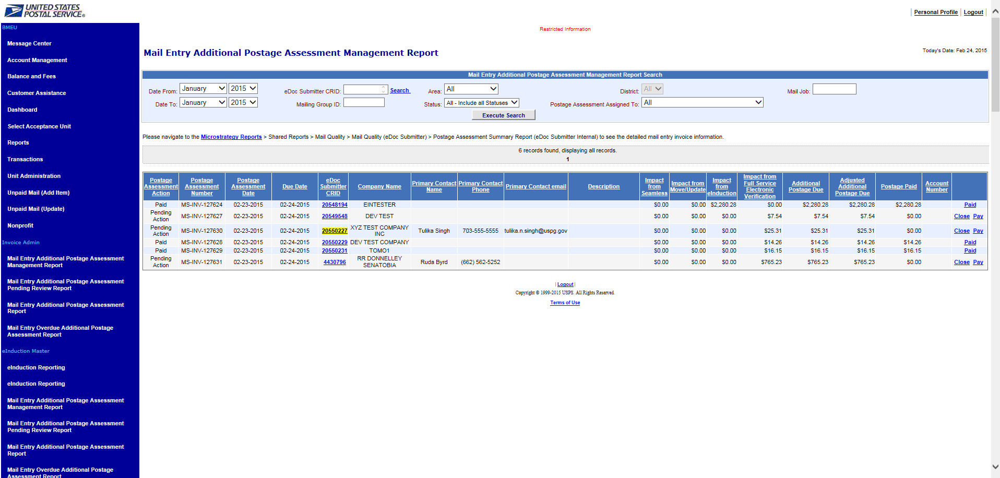 UNITED STATES
POSTAL SERVICE®
Personal Profile | Logout
Restricted Information
Mail Entry Additional Postage Assessment Management Report
Today's Date: Feb 24, 2015
BMEU
Message Center
Account Management
Balance and Fees
Customer Assistance
Dashboard
Select Acceptance Unit
Reports
Transactions
Unit Administration
Unpaid Mail (Add Item)
Unpaid Mail (Update)
Nonprofit
Invoice Admin
Mail Entry Additional Postage Assessment
Management Report
Mail Entry Additional Postage Assessment
Pending Review Report
Mail Entry Additional Postage Assessment
Report
Mail Entry Overdue Additional Postage
Assessment Report
eInduction Master
eInduction Reporting
eInduction Reporting
Mail Entry Additional Postage Assessment
Management Report
Mail Entry Additional Postage Assessment
Pending Review Report
Mail Entry Additional Postage Assessment
Report
Mail Entry Overdue Additional Postage
Assessment Report
Mail Entry Additional Postage Assessment Management Report Search
Date From: January 2015 eDoc Submitter CRID: Search Area: All District: All Mail Job:
Date To: January 2015 Mailing Group ID: Status: All - Include all Statuses Postage Assessment Assigned To: All
Execute Search
Please navigate to the Microstrategy Reports > Shared Reports > Mail Quality > Mail Quality (eDoc Submitter) > Postage Assessment Summary Report (eDoc Submitter Internal) to see the detailed mail entry invoice information.
6 records found, displaying all records.
1
Postage Assessment Action Postage Assessment Number Postage Assessment Date Due Date eDoc Submitter CRID Company Name Primary Contact Name Primary Contact Phone Primary Contact email Description Impact from Seamless Impact from Move/Update Impact from eInduction Impact from Full Service Electronic Verification Additional Postage Due Adjusted Additional Postage Due Postage Paid Account Number
Paid MS-INV-127624 02-23-2015 02-24-2015 20548194 EINTESTER $0.00 $0.00 $2,280.28 $0.00 $2,280.28 $2,280.28 $2,280.28 Paid
Pending Action MS-INV-127627 02-23-2015 02-24-2015 20549548 DEV TEST $0.00 $0.00 $0.00 $7.54 $7.54 $7.54 $0.00 Close Pay
Pending Action MS-INV-127630 02-23-2015 02-24-2015 20550227 XYZ TEST COMPANY INC Tulika Singh 703-555-5555 tulika.n.singh@uspg.gov $0.00 $0.00 $0.00 $25.31 $25.31 $25.31 $0.00 Close Pay
Paid MS-INV-127628 02-23-2015 02-24-2015 20550229 DEV TEST COMPANY $0.00 $0.00 $0.00 $14.26 $14.26 $14.26 $14.26 Paid
Paid MS-INV-127629 02-23-2015 02-24-2015 20550231 TOMO1 $0.00 $0.00 $0.00 $16.15 $16.15 $16.15 $16.15 Paid
Pending Action MS-INV-127631 02-23-2015 02-24-2015 4430796 RR DONNELLEY SENATOBIA Ruda Byrd (662) 562-5252 $0.00 $0.00 $0.00 $765.23 $765.23 $765.23 $0.00 Close Pay
| Logout |
Copyright © 1999-2015 USPS. All Rights Reserved.
Terms of Use